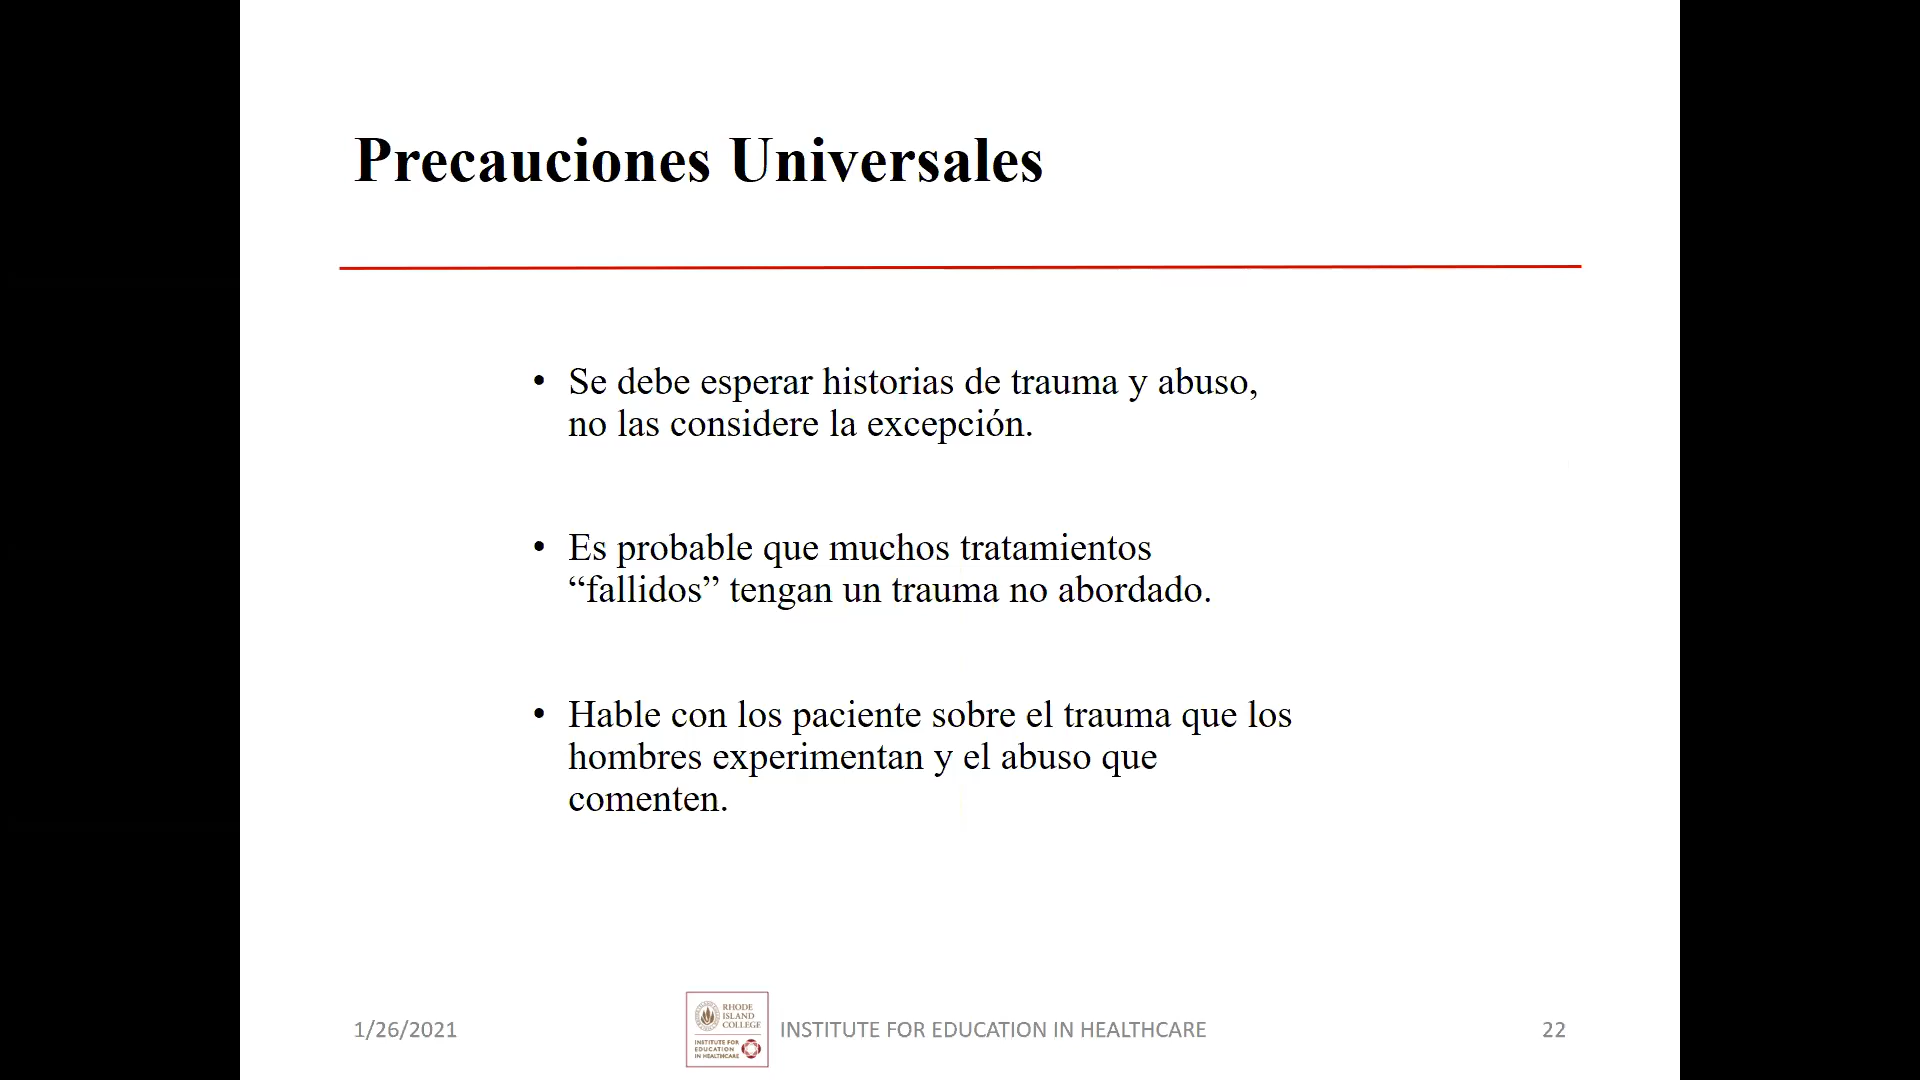 Precauciones Universales
• Se debe esperar historias de trauma y abuso,
no las considere la excepción.
• Es probable que muchos tratamientos
“fallidos” tengan un trauma no abordado.
• Hable con los paciente sobre el trauma que los
hombres experimentan y el abuso que
comenten.
1/26/2021
RHODE
ISLAND
COLLEGE
INSTITUTE FOR
EDUCATION
IN HEALTHCARE
INSTITUTE FOR EDUCATION IN HEALTHCARE
22